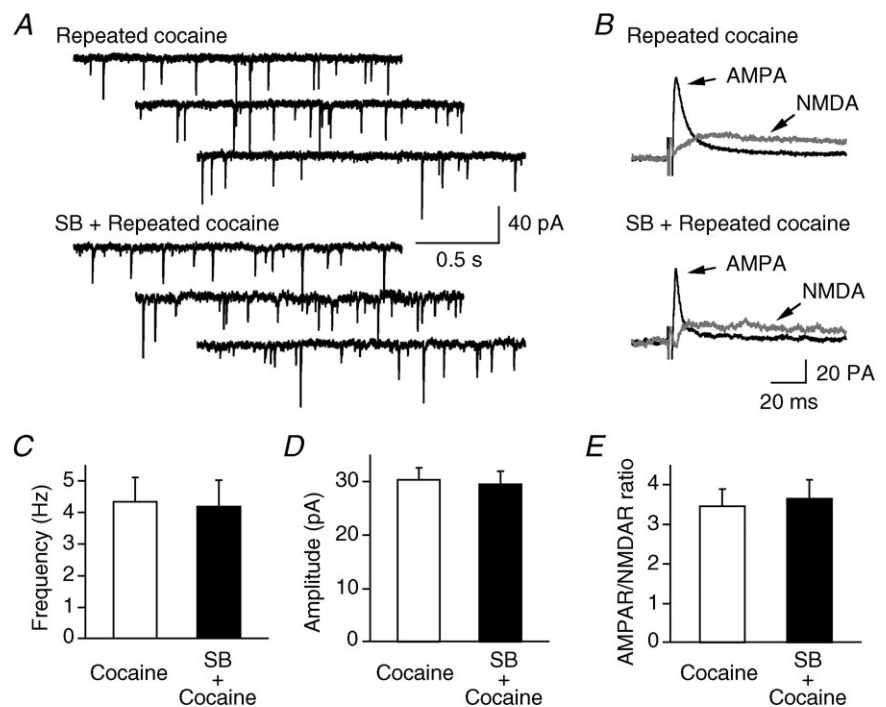 A
Repeated cocaine
SB + Repeated cocaine
40 pA
0.5 s
B
Repeated cocaine
AMPA
NMDA
SB + Repeated cocaine
AMPA
NMDA
20 PA
20 ms
C
Frequency (Hz)
5
4
3
2
1
0
Cocaine
SB
+
Cocaine
D
Amplitude (pA)
30
20
10
0
Cocaine
SB
+
Cocaine
E
AMPAR/NMDAR ratio
4
3
2
1
0
Cocaine
SB
+
Cocaine